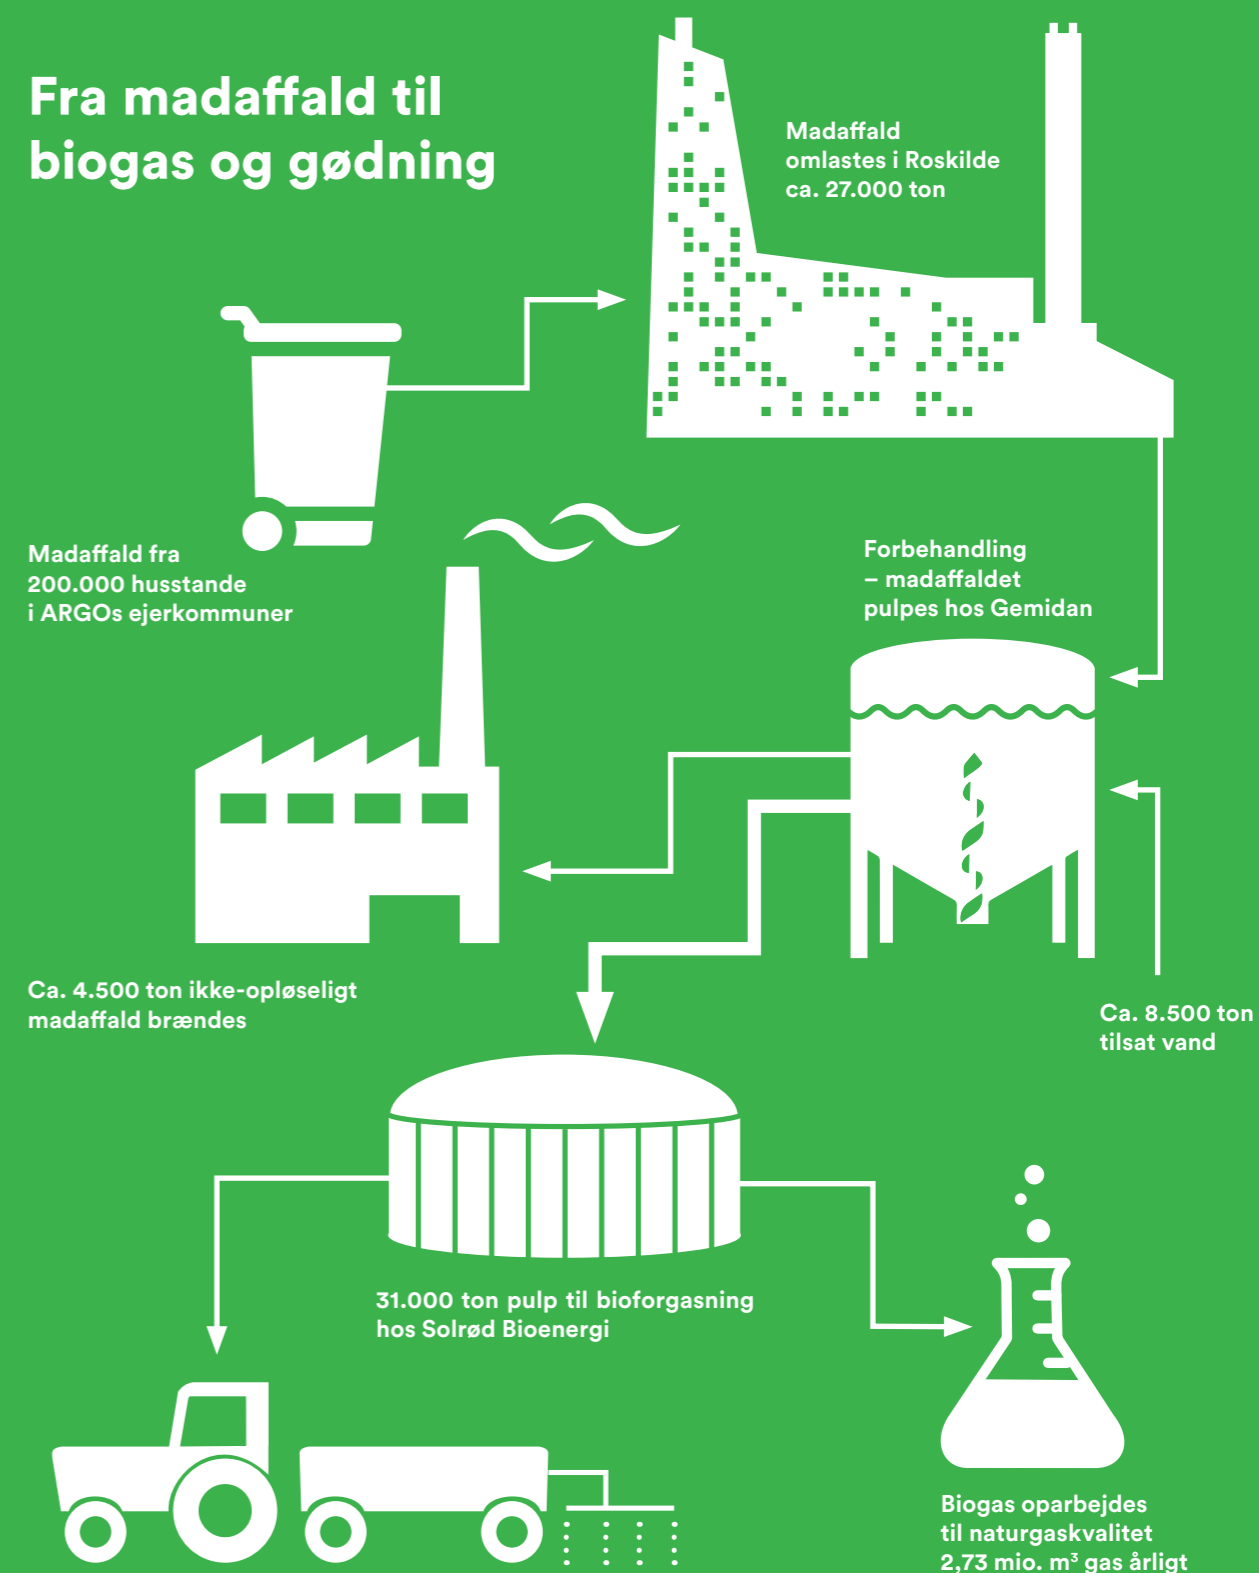 Fra madaffald til
biogas og gødning
Madaffald
omlastes i Roskilde
ca. 27.000 ton
Madaffald fra
200.000 husstande
i ARGOs ejerkommuner
Forbehandling
– madaffaldet
pulpes hos Gemidan
Ca. 4.500 ton ikke-opløseligt
madaffald brændes
Ca. 8.500 ton
tilsat vand
31.000 ton pulp til bioforgasning
hos Solrød Bioenergi
Biogas oparbejdes
til naturgaskvalitet
2,73 mio. m³ gas årligt